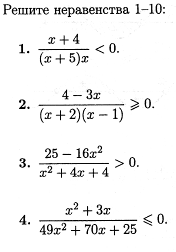 Решите неравенства 1–10:
1. (x + 4)/((x + 5)x) < 0.
2. (4 − 3x)/((x + 2)(x − 1)) ⩾ 0.
3. (25 − 16x²)/(x² + 4x + 4) > 0.
4. (x² + 3x)/(49x² + 70x + 25) ⩽ 0.